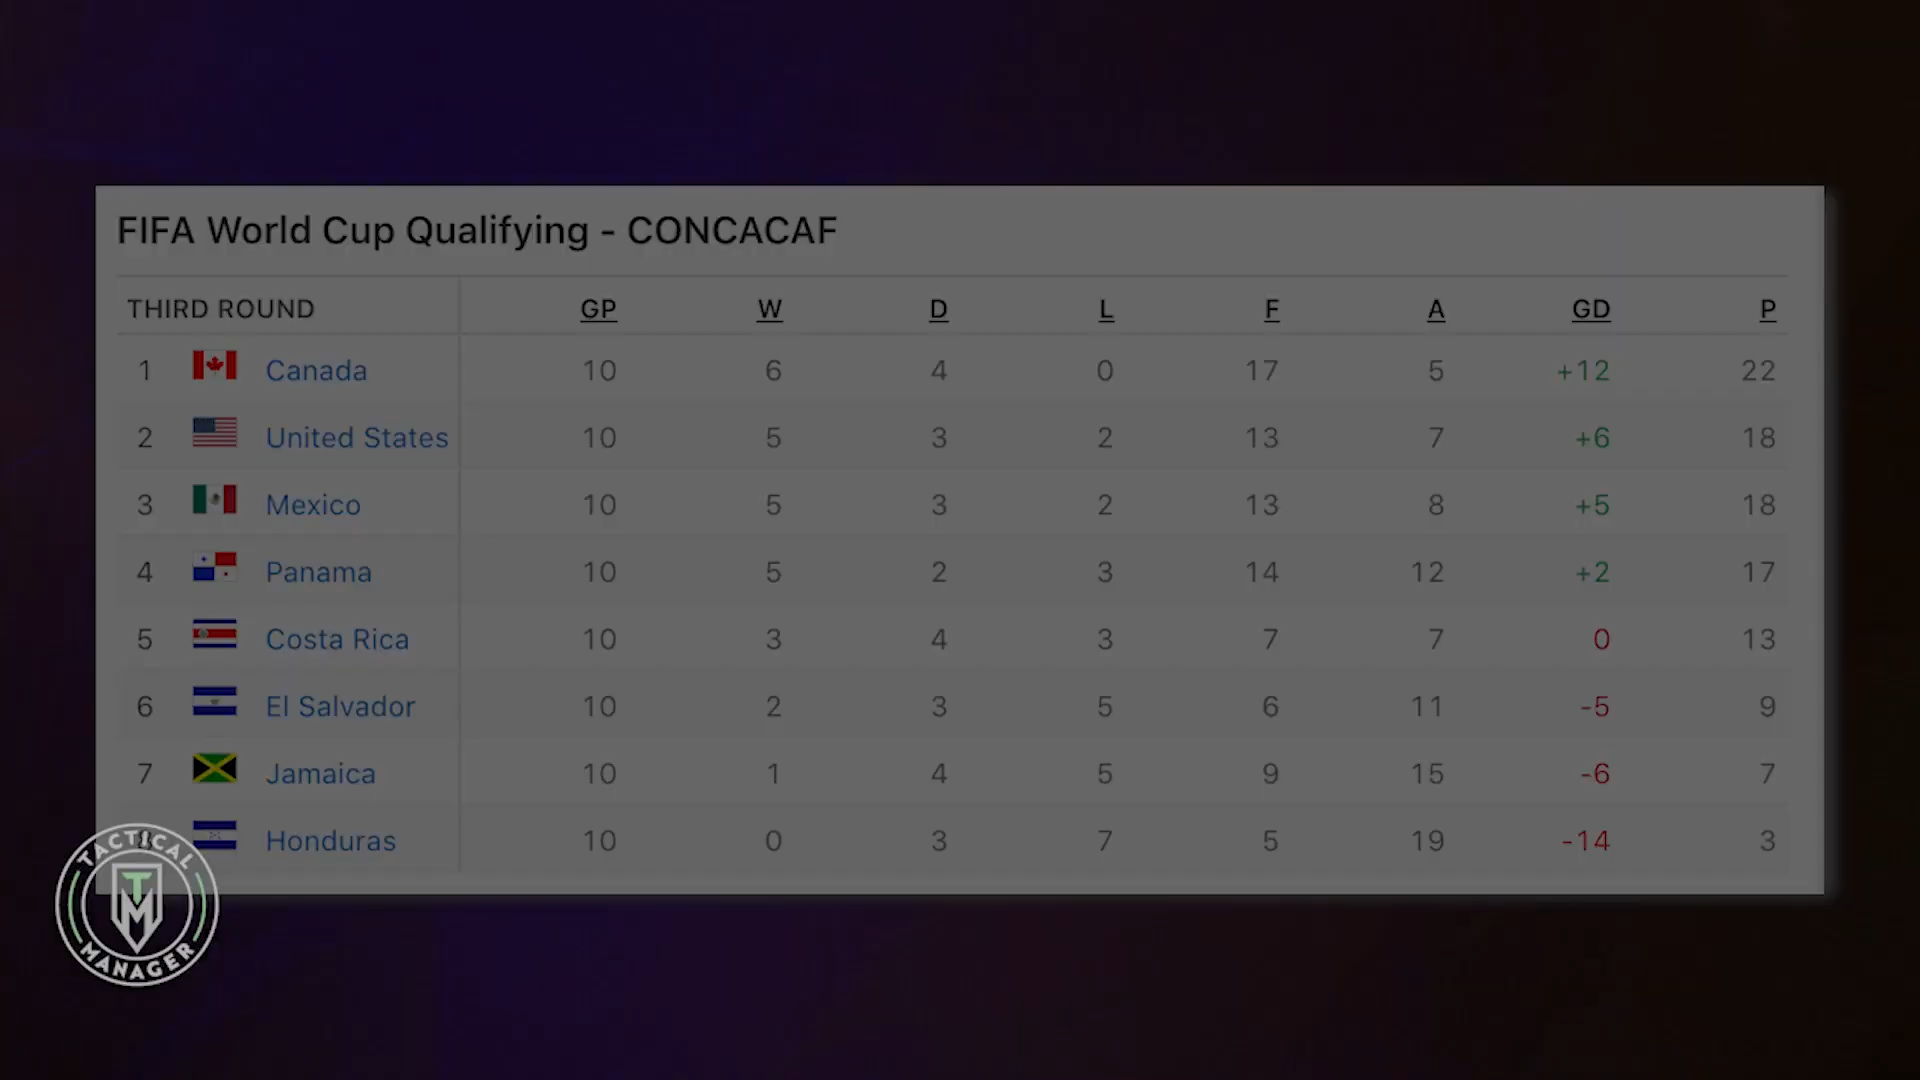 FIFA World Cup Qualifying - CONCACAF
THIRD ROUND GP W D L F A GD P
1 Canada 10 6 4 0 17 5 +12 22
2 United States 10 5 3 2 13 7 +6 18
3 Mexico 10 5 3 2 13 8 +5 18
4 Panama 10 5 2 3 14 12 +2 17
5 Costa Rica 10 3 4 3 7 7 0 13
6 El Salvador 10 2 3 5 6 11 -5 9
7 Jamaica 10 1 4 5 9 15 -6 7
8 Honduras 10 0 3 7 5 19 -14 3
TACTICAL
TM
MANAGER